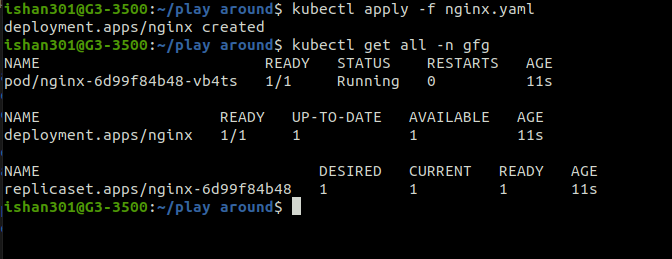 ishan301@G3-3500:~/play around$ kubectl apply -f nginx.yaml
deployment.apps/nginx created
ishan301@G3-3500:~/play around$ kubectl get all -n gfg
NAME READY STATUS RESTARTS AGE
pod/nginx-6d99f84b48-vb4ts 1/1 Running 0 11s
NAME READY UP-TO-DATE AVAILABLE AGE
deployment.apps/nginx 1/1 1 1 11s
NAME DESIRED CURRENT READY AGE
replicaset.apps/nginx-6d99f84b48 1 1 1 11s
ishan301@G3-3500:~/play around$